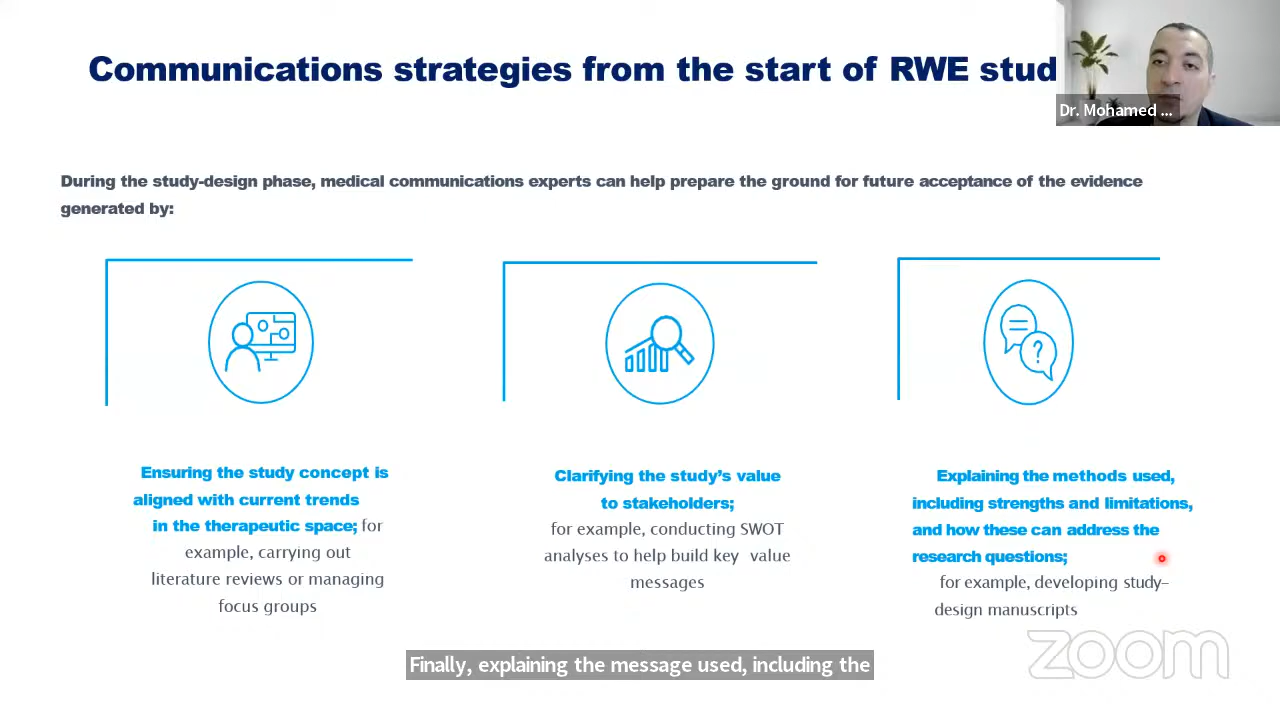 Communications strategies from the start of RWE stud
Dr. Mohamed ...
During the study-design phase, medical communications experts can help prepare the ground for future acceptance of the evidence
generated by:
Ensuring the study concept is
aligned with current trends
in the therapeutic space; for
example, carrying out
literature reviews or managing
focus groups
Clarifying the study's value
to stakeholders;
for example, conducting SWOT
analyses to help build key value
messages
Explaining the methods used,
including strengths and limitations,
and how these can address the
research questions;
for example, developing study-
design manuscripts
?
Finally, explaining the message used, including the
zoom